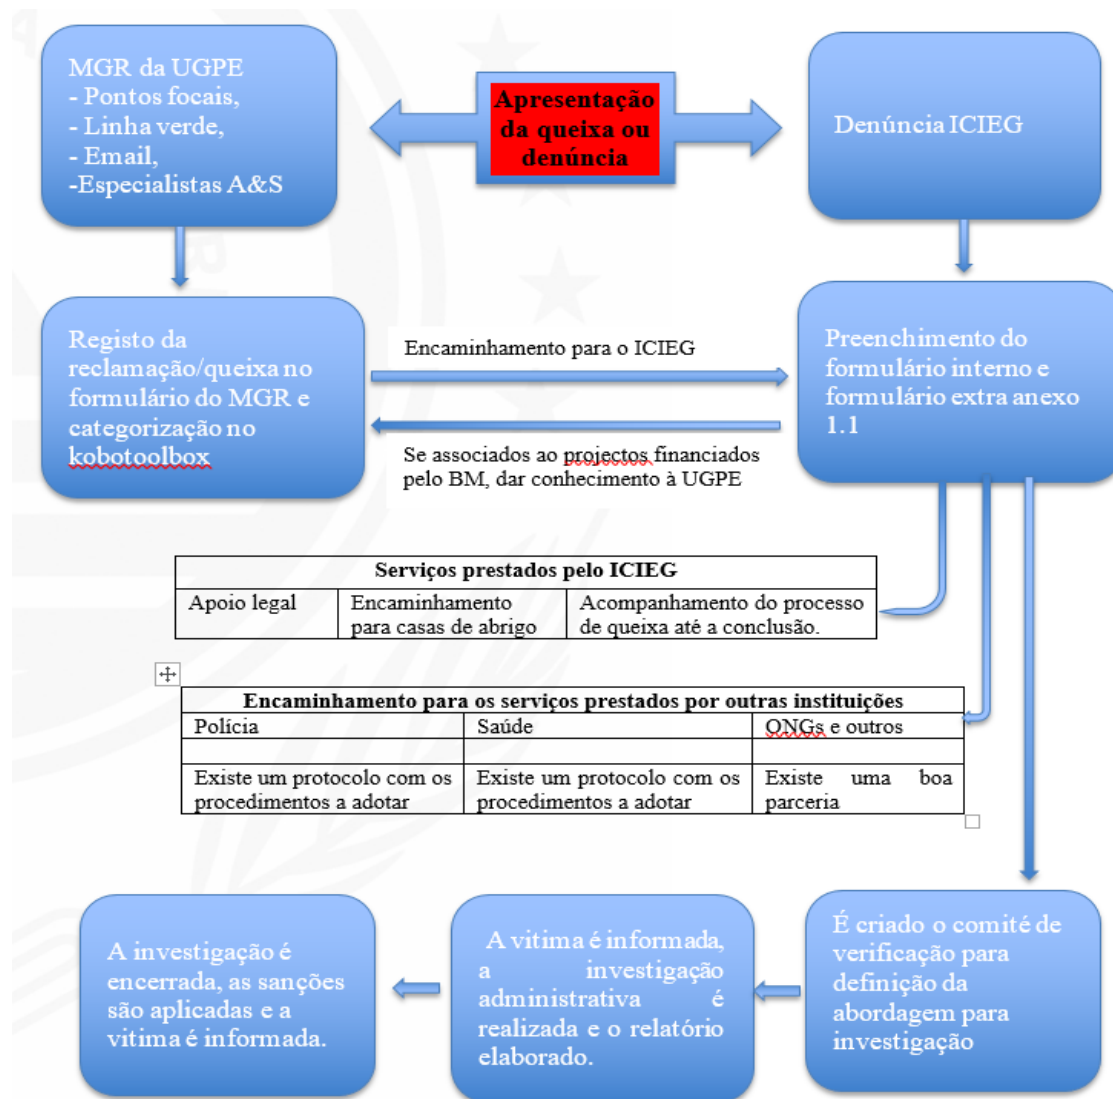 MGR da UGPE
- Pontos focais,
- Linha verde,
- Email,
-Especialistas A&S
Apresentação
da queixa ou
denúncia
Denúncia ICIEG
Registo da
reclamação/queixa no
formulário do MGR e
categorização no
kobotoolbox
Encaminhamento para o ICIEG
Se associados ao projectos financiados
pelo BM, dar conhecimento à UGPE
Preenchimento do
formulário interno e
formulário extra anexo
1.1
Serviços prestados pelo ICIEG
Apoio legal
Encaminhamento
para casas de abrigo
Acompanhamento do processo
de queixa até a conclusão.
Encaminhamento para os serviços prestados por outras instituições
Polícia
Saúde
ONGs e outros
Existe um protocolo com os
procedimentos a adotar
Existe um protocolo com os
procedimentos a adotar
Existe uma boa
parceria
É criado o comité de
verificação para
definição da
abordagem para
investigação
A vitima é informada,
a investigação
administrativa é
realizada e o relatório
elaborado.
A investigação é
encerrada, as sanções
são aplicadas e a
vitima é informada.